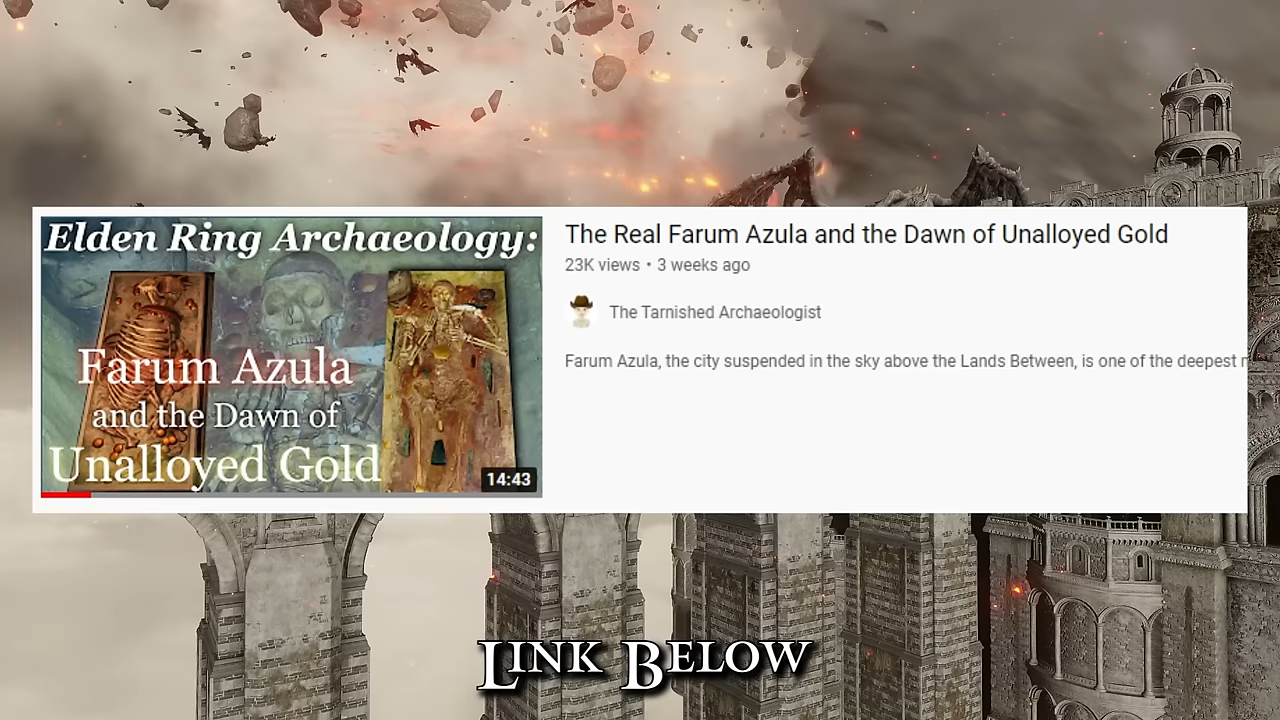 Elden Ring Archaeology:
Farum Azula
and the Dawn of
Unalloyed Gold
14:43
The Real Farum Azula and the Dawn of Unalloyed Gold
23K views • 3 weeks ago
The Tarnished Archaeologist
Farum Azula, the city suspended in the sky above the Lands Between, is one of the deepest
LINK BELOW